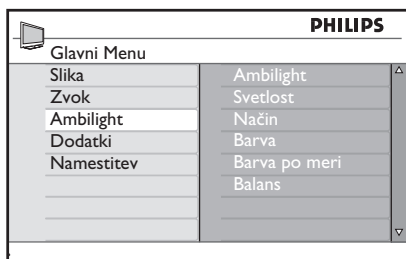 PHILIPS
Glavni Menu
Slika
Zvok
Ambilight
Dodatki
Namestitev
Ambilight
Svetlost
Način
Barva
Barva po meri
Balans